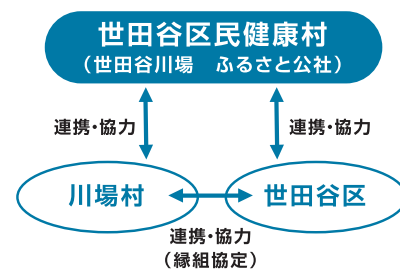 世田谷区民健康村
（世田谷川場　ふるさと公社）
連携・協力
連携・協力
川場村
世田谷区
連携・協力
（縁組協定）